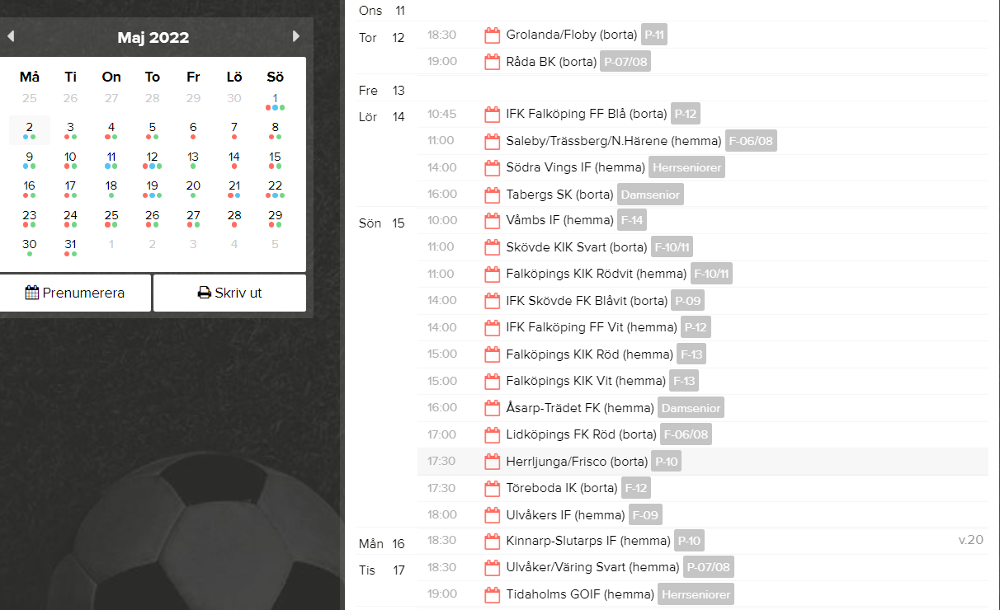 Maj 2022
Må Ti On To Fr Lö Sö
25 26 27 28 29 30 1
2 3 4 5 6 7 8
9 10 11 12 13 14 15
16 17 18 19 20 21 22
23 24 25 26 27 28 29
30 31 1 2 3 4 5
Prenumerera Skriv ut
Ons 11
Tor 12 18:30 Grolanda/Floby (borta) P-11
19:00 Råda BK (borta) P-07/08
Fre 13
Lör 14 10:45 IFK Falköping FF Blå (borta) P-12
11:00 Saleby/Trässberg/N.Härene (hemma) F-06/08
14:00 Södra Vings IF (hemma) Herrseniorer
16:00 Tabergs SK (borta) Damsenior
Sön 15 10:00 Våmbs IF (hemma) F-14
11:00 Skövde KIK Svart (borta) F-10/11
11:00 Falköpings KIK Rödvit (hemma) F-10/11
14:00 IFK Skövde FK Blåvit (borta) P-09
14:00 IFK Falköping FF Vit (hemma) P-12
15:00 Falköpings KIK Röd (hemma) F-13
15:00 Falköpings KIK Vit (hemma) F-13
16:00 Åsarp-Trädet FK (hemma) Damsenior
17:00 Lidköpings FK Röd (borta) F-06/08
17:30 Herrljunga/Frisco (borta) P-10
17:30 Töreboda IK (borta) F-12
18:00 Ulvåkers IF (hemma) F-09
Mån 16 18:30 Kinnarp-Slutarps IF (hemma) P-10 v.20
Tis 17 18:30 Ulvåker/Väring Svart (hemma) P-07/08
19:00 Tidaholms GOIF (hemma) Herrseniorer